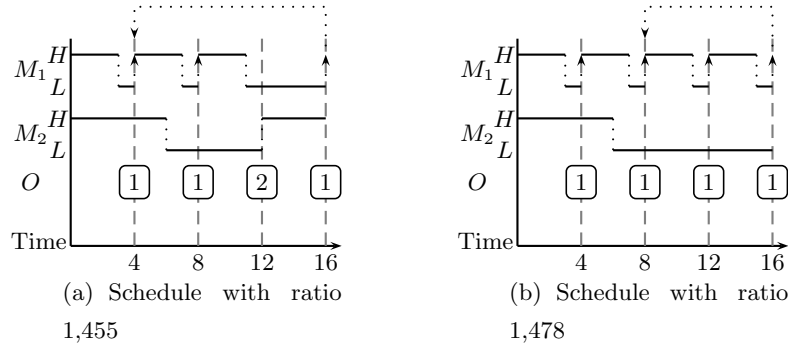 H
M1
L
H
M2
L
O 1 1 2 1
Time
4 8 12 16
(a) Schedule with ratio
1,455
H
M1
L
H
M2
L
O 1 1 1 1
Time
4 8 12 16
(b) Schedule with ratio
1,478